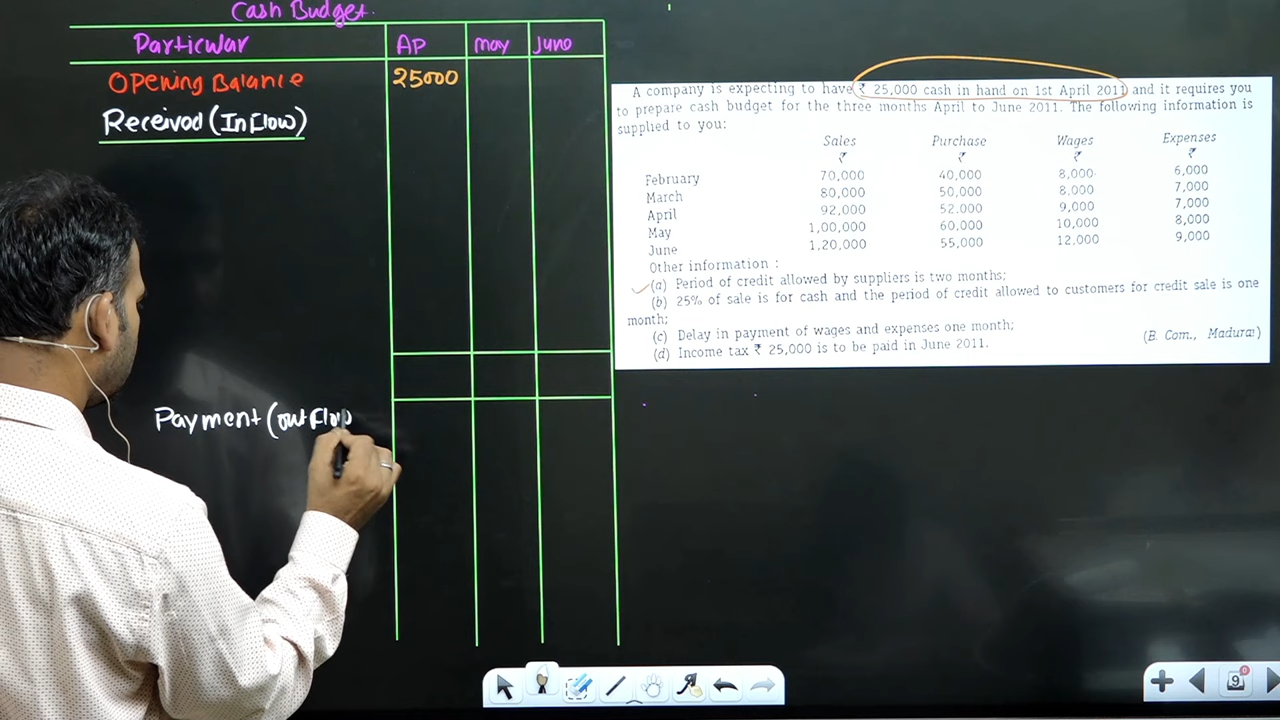 Cash Budget.
Particular AP may June
Opening Balance 25000
Received (InFlow)
Payment (outFlow
A company is expecting to have ₹ 25,000 cash in hand on 1st April 2011 and it requires you
to prepare cash budget for the three months April to June 2011. The following information is
supplied to you:
Sales Purchase Wages Expenses
₹ ₹ ₹ ₹
February 70,000 40,000 8,000 6,000
March 80,000 50,000 8,000 7,000
April 92,000 52.000 9,000 7,000
May 1,00,000 60,000 10,000 8,000
June 1,20,000 55,000 12,000 9,000
Other information :
(a) Period of credit allowed by suppliers is two months;
(b) 25% of sale is for cash and the period of credit allowed to customers for credit sale is one
month;
(c) Delay in payment of wages and expenses one month;
(d) Income tax ₹ 25,000 is to be paid in June 2011.
(B. Com., Madurai)
9